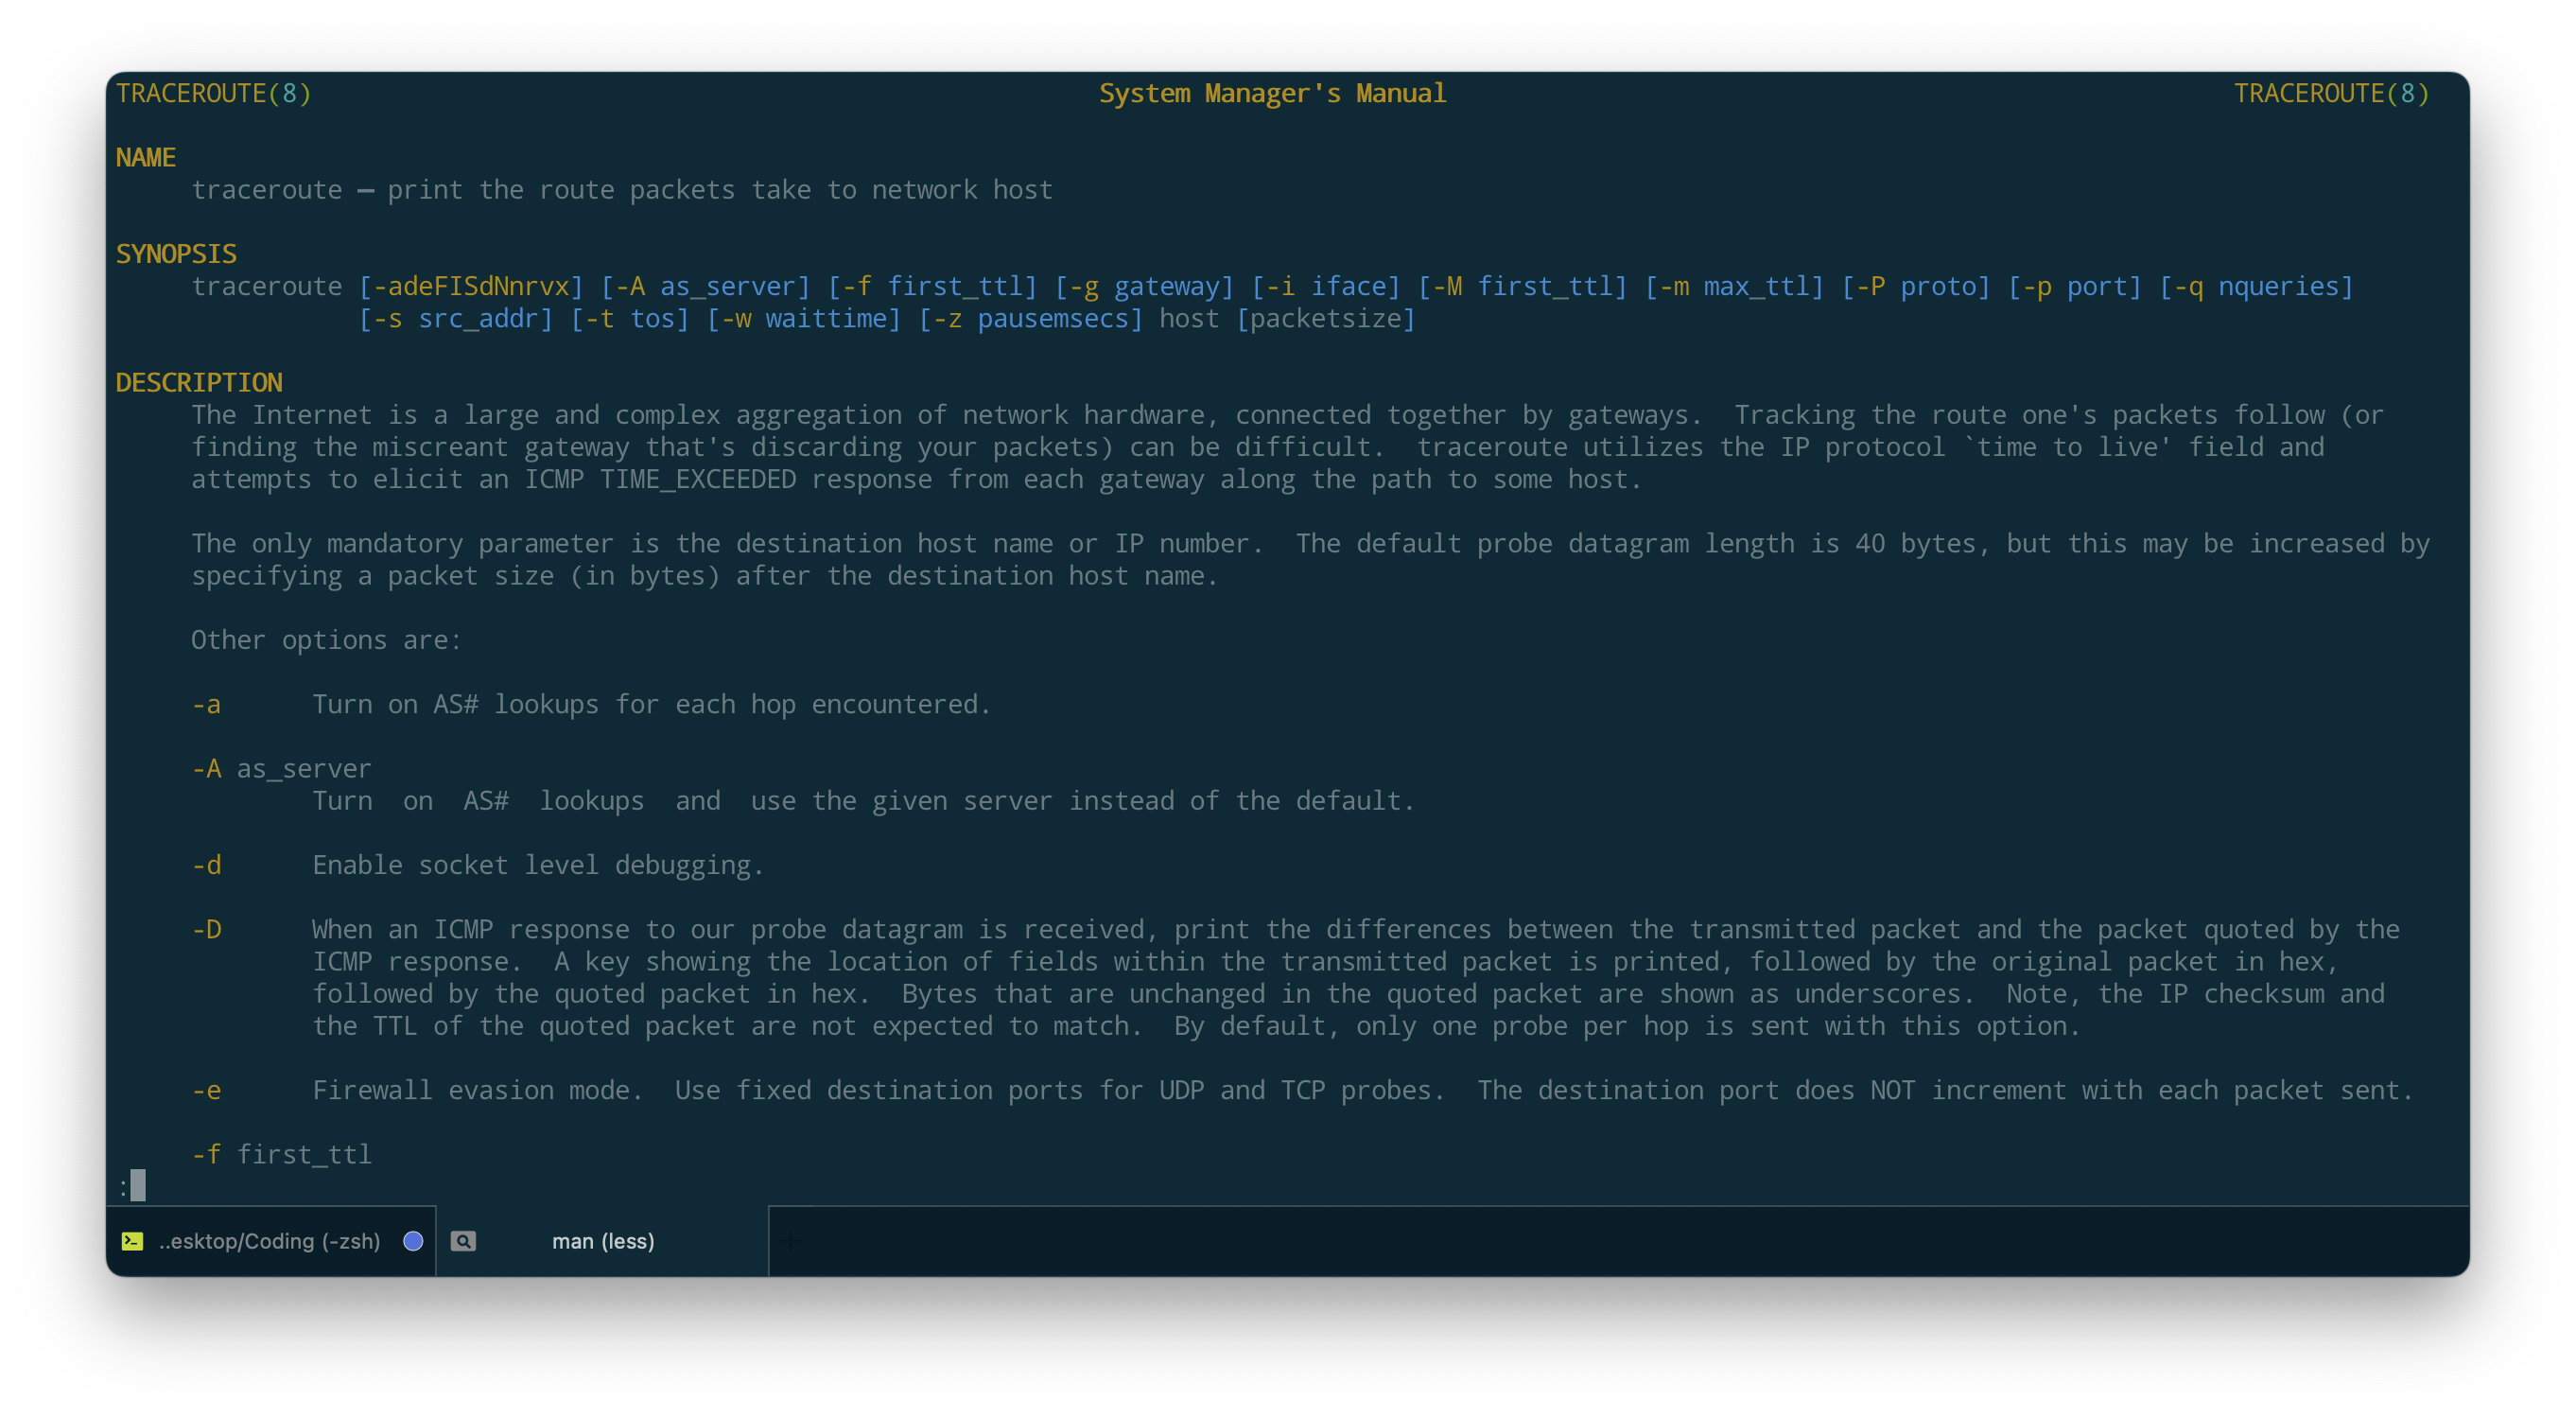 TRACEROUTE(8) System Manager's Manual TRACEROUTE(8)
NAME
traceroute — print the route packets take to network host
SYNOPSIS
traceroute [-adeFISdNnrvx] [-A as_server] [-f first_ttl] [-g gateway] [-i iface] [-M first_ttl] [-m max_ttl] [-P proto] [-p port] [-q nqueries]
[-s src_addr] [-t tos] [-w waittime] [-z pausemsecs] host [packetsize]
DESCRIPTION
The Internet is a large and complex aggregation of network hardware, connected together by gateways.  Tracking the route one's packets follow (or
finding the miscreant gateway that's discarding your packets) can be difficult.  traceroute utilizes the IP protocol `time to live' field and
attempts to elicit an ICMP TIME_EXCEEDED response from each gateway along the path to some host.
The only mandatory parameter is the destination host name or IP number.  The default probe datagram length is 40 bytes, but this may be increased by
specifying a packet size (in bytes) after the destination host name.
Other options are:
-a      Turn on AS# lookups for each hop encountered.
-A as_server
Turn  on  AS#  lookups  and  use the given server instead of the default.
-d      Enable socket level debugging.
-D      When an ICMP response to our probe datagram is received, print the differences between the transmitted packet and the packet quoted by the
ICMP response.  A key showing the location of fields within the transmitted packet is printed, followed by the original packet in hex,
followed by the quoted packet in hex.  Bytes that are unchanged in the quoted packet are shown as underscores.  Note, the IP checksum and
the TTL of the quoted packet are not expected to match.  By default, only one probe per hop is sent with this option.
-e      Firewall evasion mode.  Use fixed destination ports for UDP and TCP probes.  The destination port does NOT increment with each packet sent.
-f first_ttl
:
..esktop/Coding (-zsh) man (less)